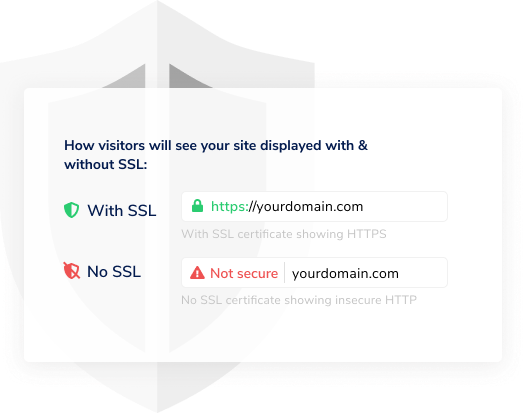 How visitors will see your site displayed with &
without SSL:
With SSL
https://yourdomain.com
With SSL certificate showing HTTPS
No SSL
Not secure yourdomain.com
No SSL certificate showing insecure HTTP